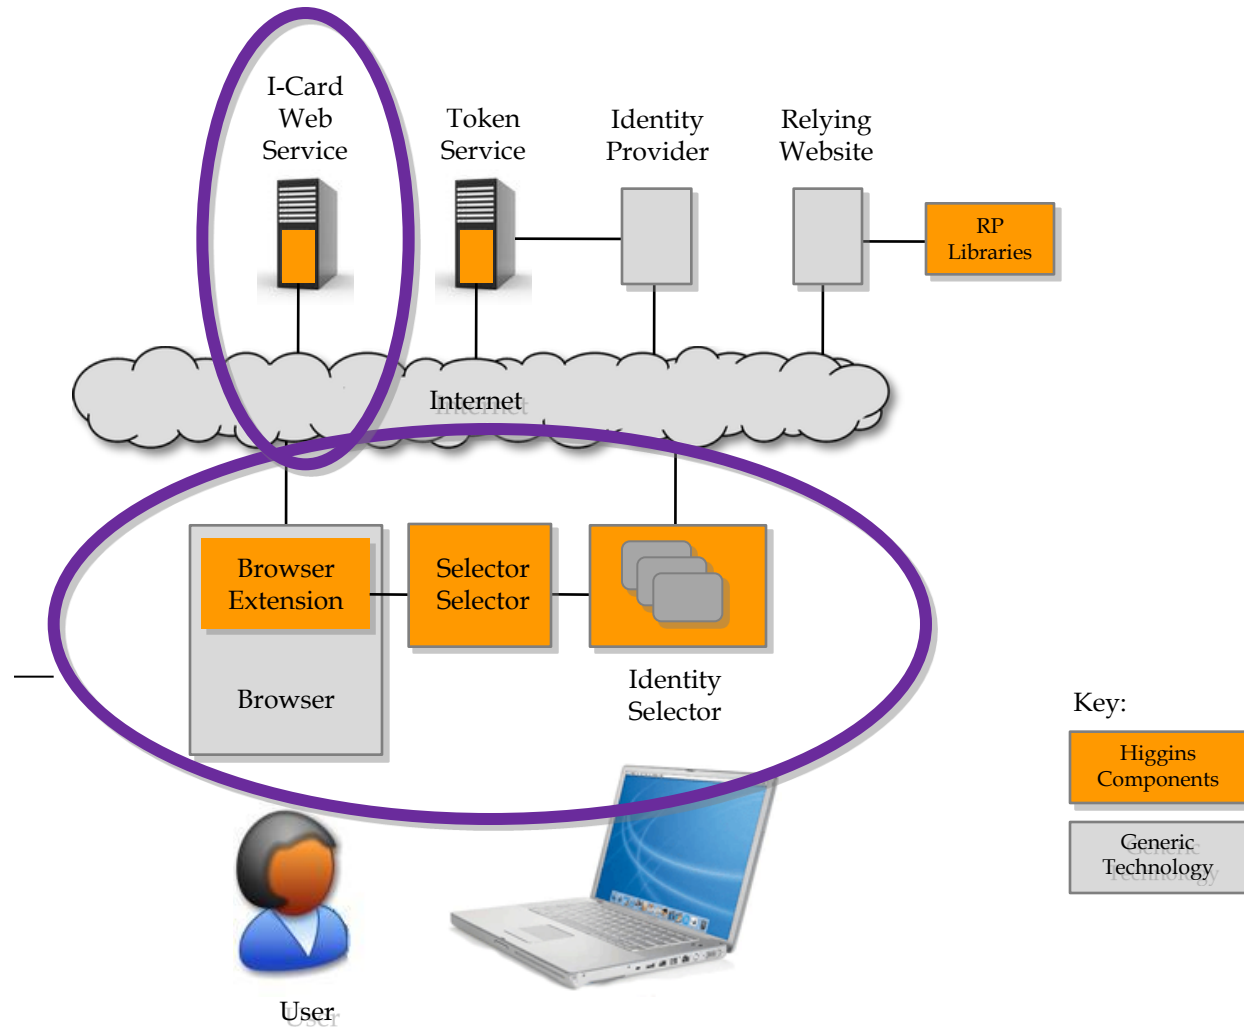 I-Card
Web
Service
Token
Service
Identity
Provider
Relying
Website
RP
Libraries
Internet
Browser
Extension
Selector
Selector
Browser
Identity
Selector
Key:
Higgins
Components
Generic
Technology
User